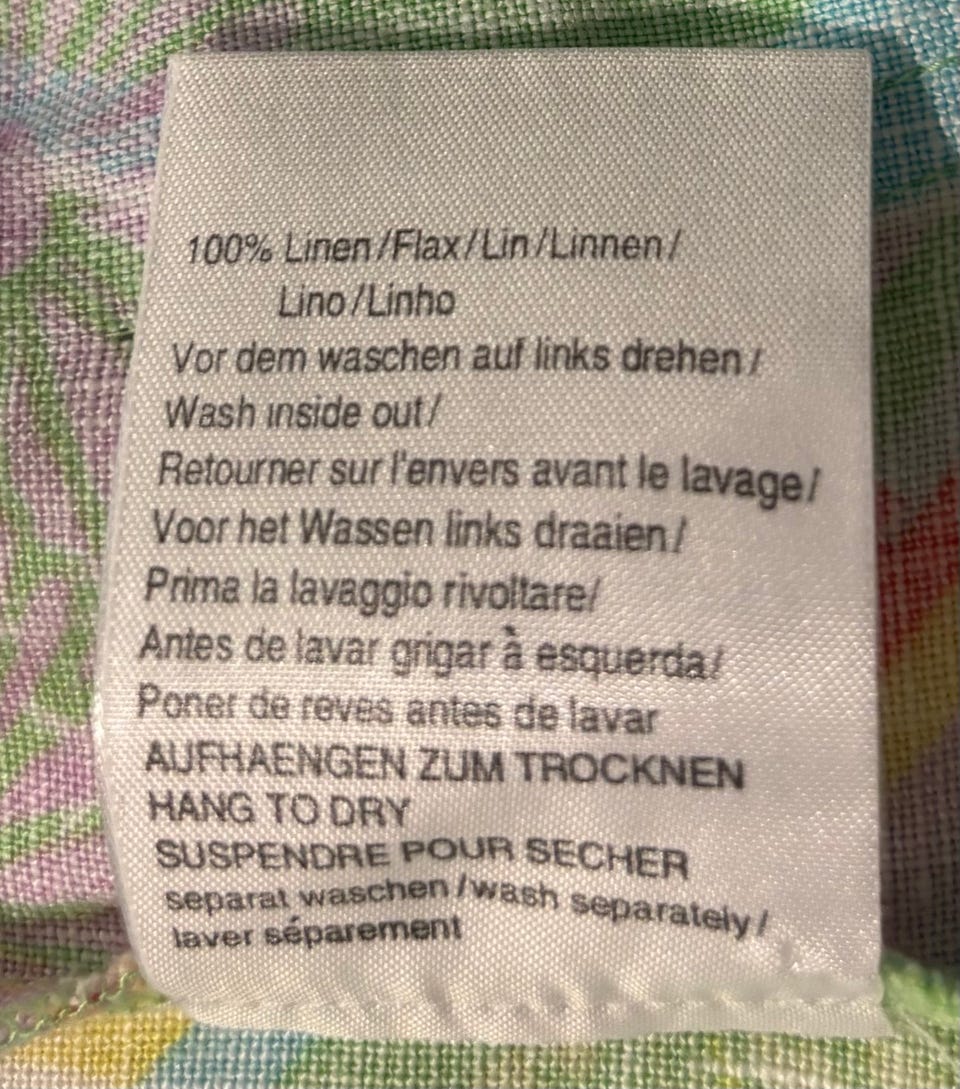 100% Linen/Flax/Lin/Linnen/
Lino/Linho
Vor dem waschen auf links drehen/
Wash inside out/
Retourner sur l'envers avant le lavage/
Voor het Wassen links draaien/
Prima la lavaggio rivoltare/
Antes de lavar grigar à esquerda/
Poner de reves antes de lavar
AUFHAENGEN ZUM TROCKNEN
HANG TO DRY
SUSPENDRE POUR SECHER
separat waschen/wash separately/
laver séparement